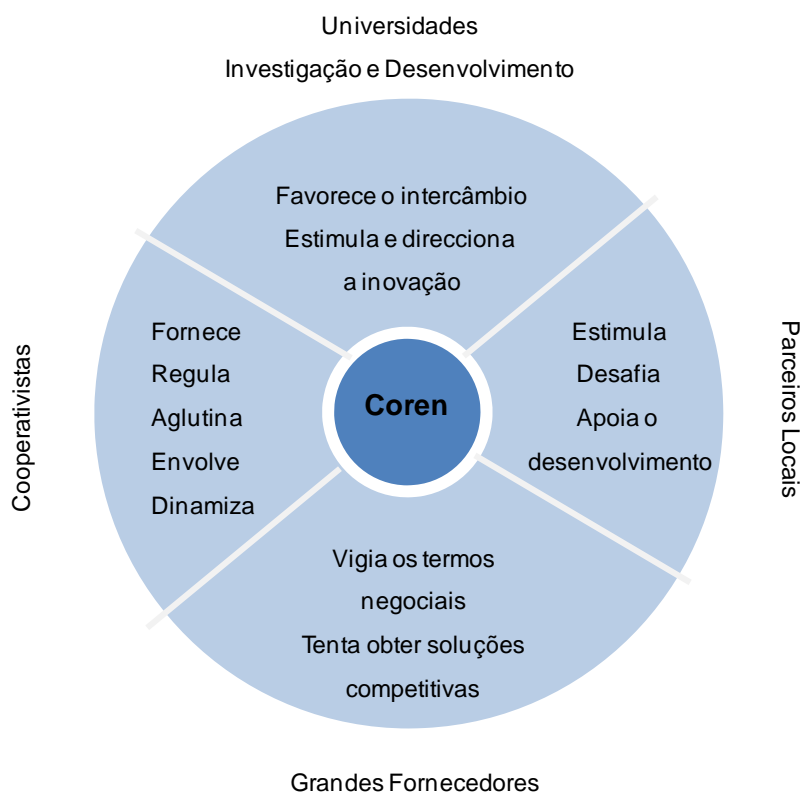 Universidades
Investigação e Desenvolvimento
Favorece o intercâmbio
Estimula e direcciona
a inovação
Cooperativistas
Fornece
Regula
Aglutina
Envolve
Dinamiza
Coren
Estimula
Desafia
Apoia o
desenvolvimento
Parceiros Locais
Vigia os termos
negociais
Tenta obter soluções
competitivas
Grandes Fornecedores